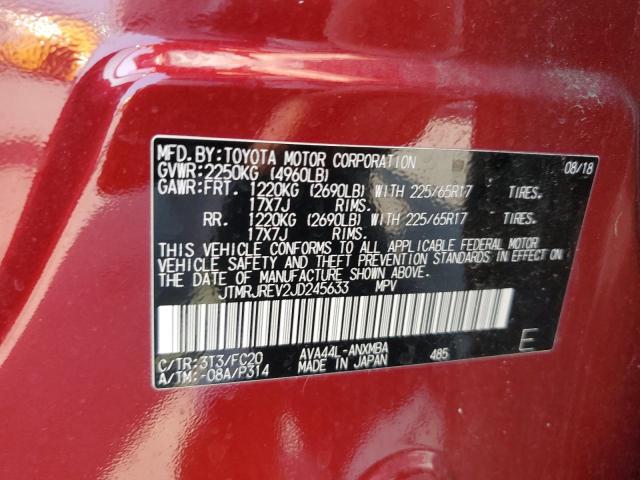 MFD.BY:TOYOTA MOTOR CORPORATION 08/18
GVWR:2250KG (4960LB)
GAWR:FRT. 1220KG (2690LB) WITH 225/65R17 TIRES.
17X7J RIMS.
RR. 1220KG (2690LB) WITH 225/65R17 TIRES.
17X7J RIMS.
THIS VEHICLE CONFORMS TO ALL APPLICABLE FEDERAL MOTOR
VEHICLE SAFETY AND THEFT PREVENTION STANDARDS IN EFFECT ON
THE DATE OF MANUFACTURE SHOWN ABOVE.
JTMRJREV2JD245633 MPV
C/TR:3T3/FC20 AVA44L-ANXMBA 485
A/TM:-08A/P314 MADE IN JAPAN E